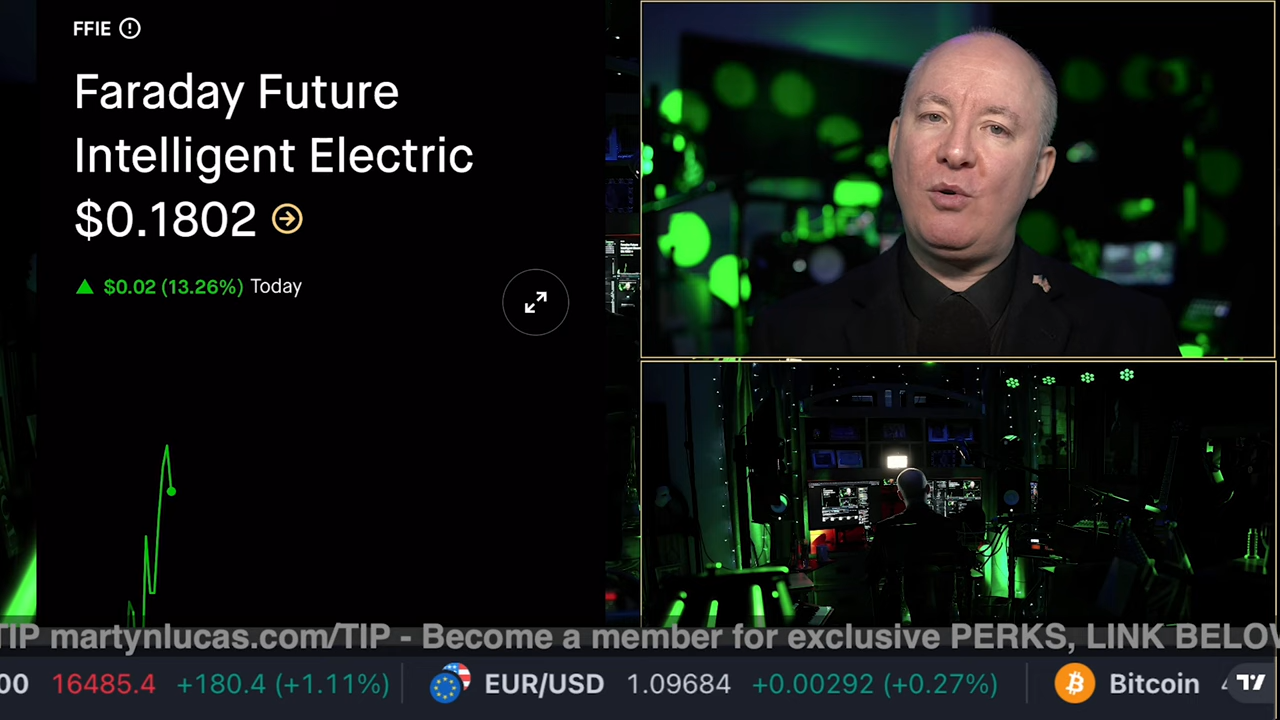 FFIE
Faraday Future
Intelligent Electric
$0.1802
$0.02 (13.26%) Today
TIP martynlucas.com/TIP - Become a member for exclusive PERKS, LINK BELOW
00 16485.4 +180.4 (+1.11%) EUR/USD 1.09684 +0.00292 (+0.27%) Bitcoin